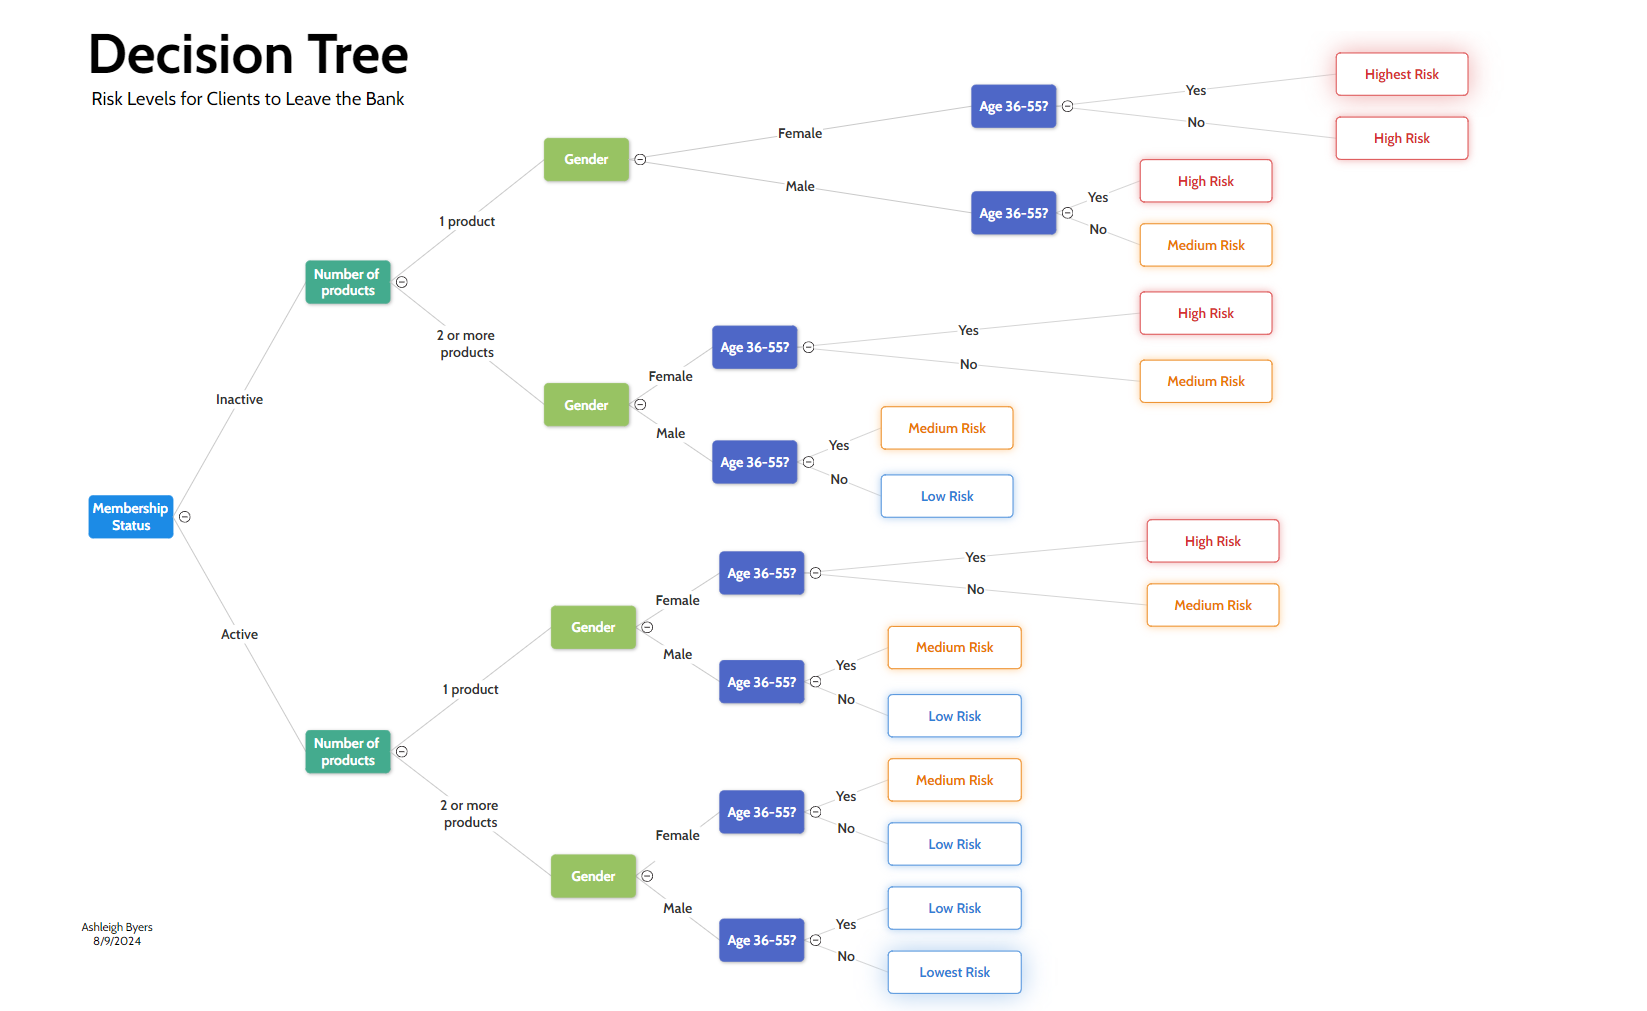 Decision Tree
Risk Levels for Clients to Leave the Bank
Membership
Status
Inactive
Number of
products
1 product
Gender
Female
Age 36-55?
Yes
Highest Risk
No
High Risk
Male
Age 36-55?
Yes
High Risk
No
Medium Risk
2 or more
products
Gender
Female
Age 36-55?
Yes
High Risk
No
Medium Risk
Male
Age 36-55?
Yes
Medium Risk
No
Low Risk
Active
Number of
products
1 product
Gender
Female
Age 36-55?
Yes
High Risk
No
Medium Risk
Male
Age 36-55?
Yes
Medium Risk
No
Low Risk
2 or more
products
Gender
Female
Age 36-55?
Yes
Medium Risk
No
Low Risk
Male
Age 36-55?
Yes
Low Risk
No
Lowest Risk
Ashleigh Byers
8/9/2024